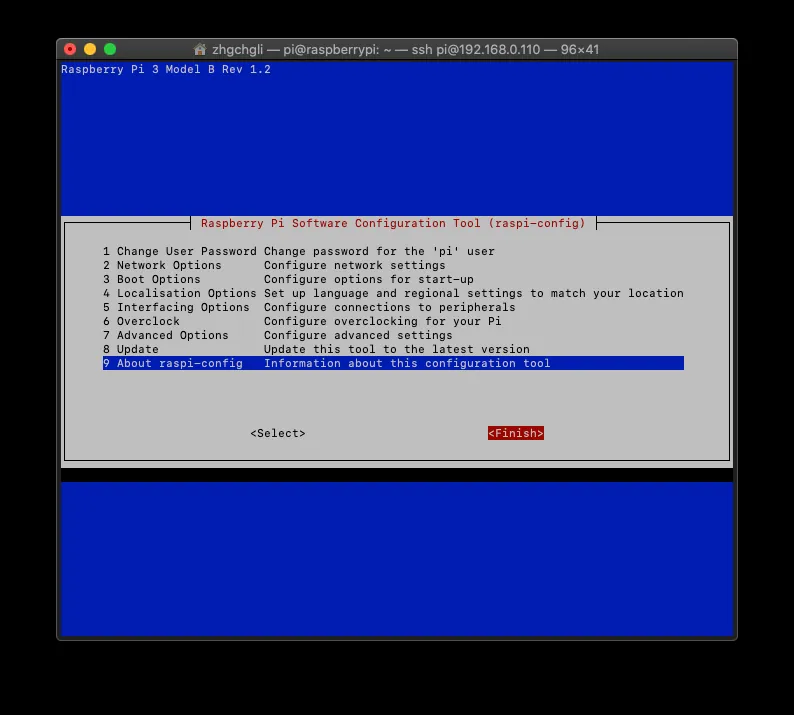 zhgchgli — pi@raspberrypi: ~ — ssh pi@192.168.0.110 — 96×41
Raspberry Pi 3 Model B Rev 1.2
Raspberry Pi Software Configuration Tool (raspi-config)
1 Change User Password Change password for the 'pi' user
2 Network Options Configure network settings
3 Boot Options Configure options for start-up
4 Localisation Options Set up language and regional settings to match your location
5 Interfacing Options Configure connections to peripherals
6 Overclock Configure overclocking for your Pi
7 Advanced Options Configure advanced settings
8 Update Update this tool to the latest version
9 About raspi-config Information about this configuration tool
<Select> <Finish>